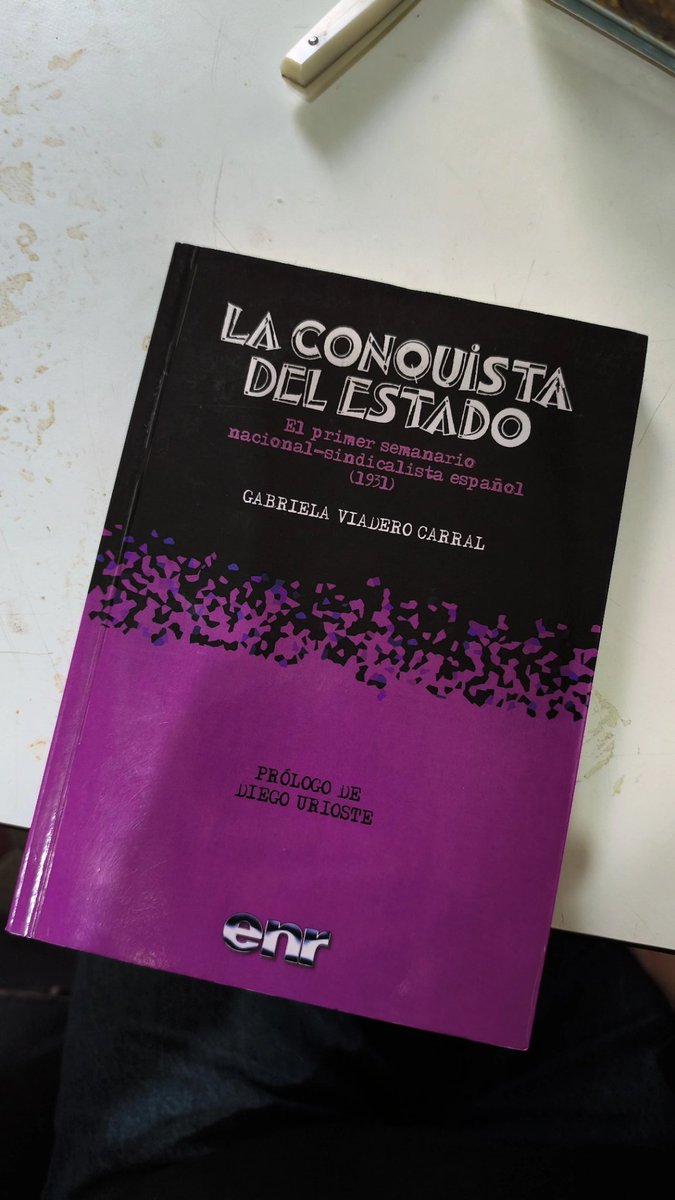 LA CONQUiSTA
DEL ESTADO
El primer semanario
nacional-sindicalista español
(1931)
GABRIELA VIADERO CARRAL
PRÓLOGO DE
DIEGO URIOSTE
enr